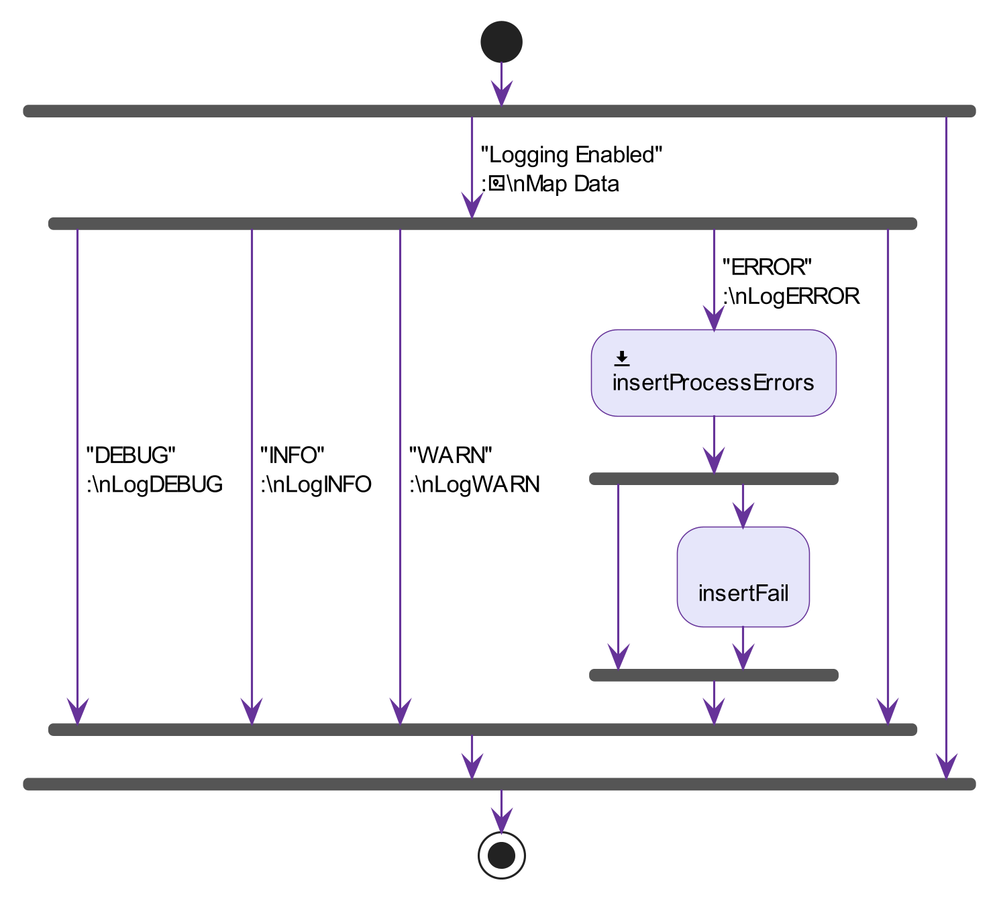 "Logging Enabled"
:\nMap Data
"ERROR"
:\nLogERROR
insertProcessErrors
"DEBUG"
:\nLogDEBUG
"INFO"
:\nLogINFO
"WARN"
:\nLogWARN
insertFail